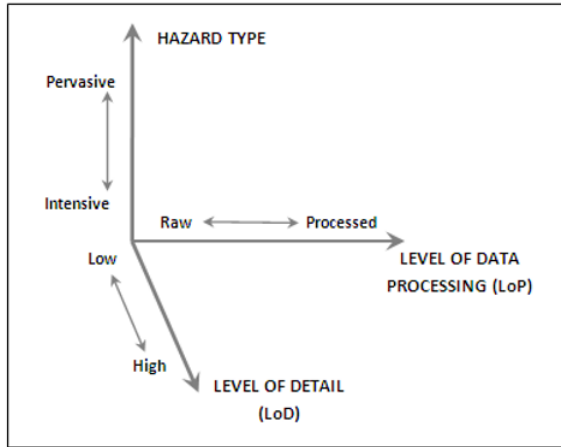 HAZARD TYPE
Pervasive
Intensive
Raw
Processed
Low
LEVEL OF DATA
PROCESSING (LoP)
High
LEVEL OF DETAIL
(LoD)